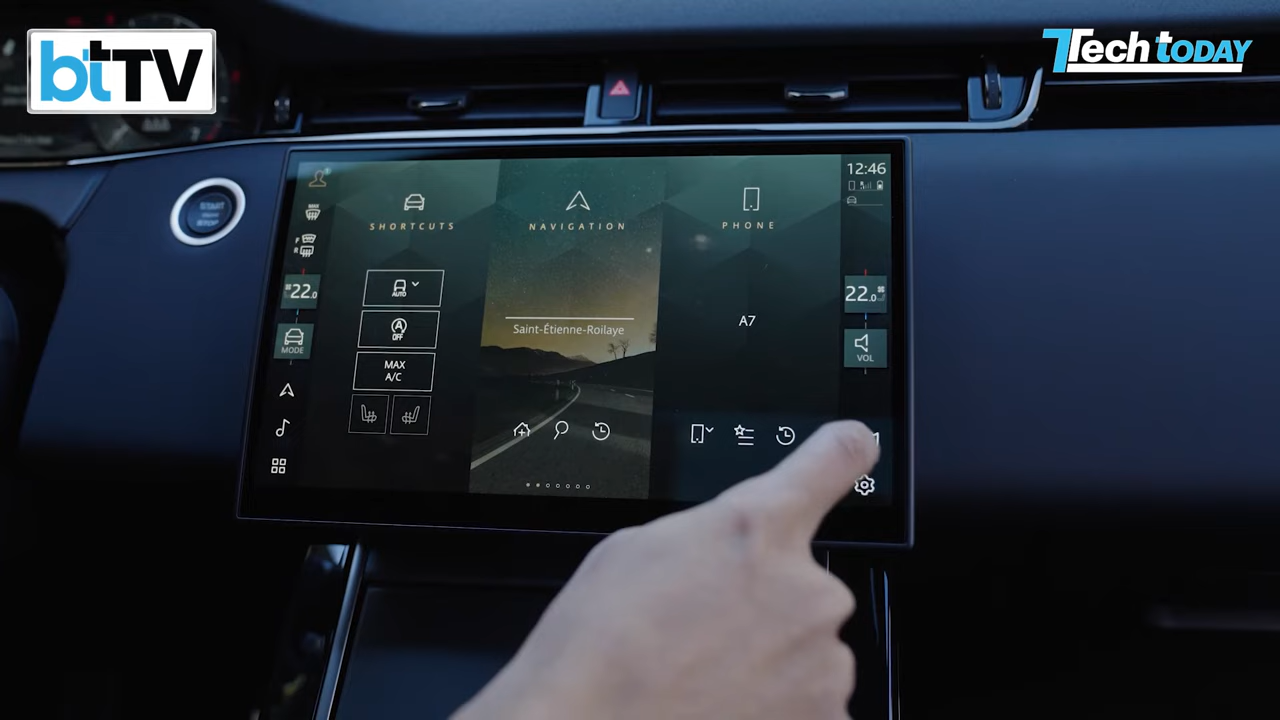 btTV
Tech today
12:46
SHORTCUTS
NAVIGATION
PHONE
START
STOP
F
R
22.0
AUTO
22.0
A7
Saint-Étienne-Roilaye
A
OFF
MODE
VOL
MAX
A/C